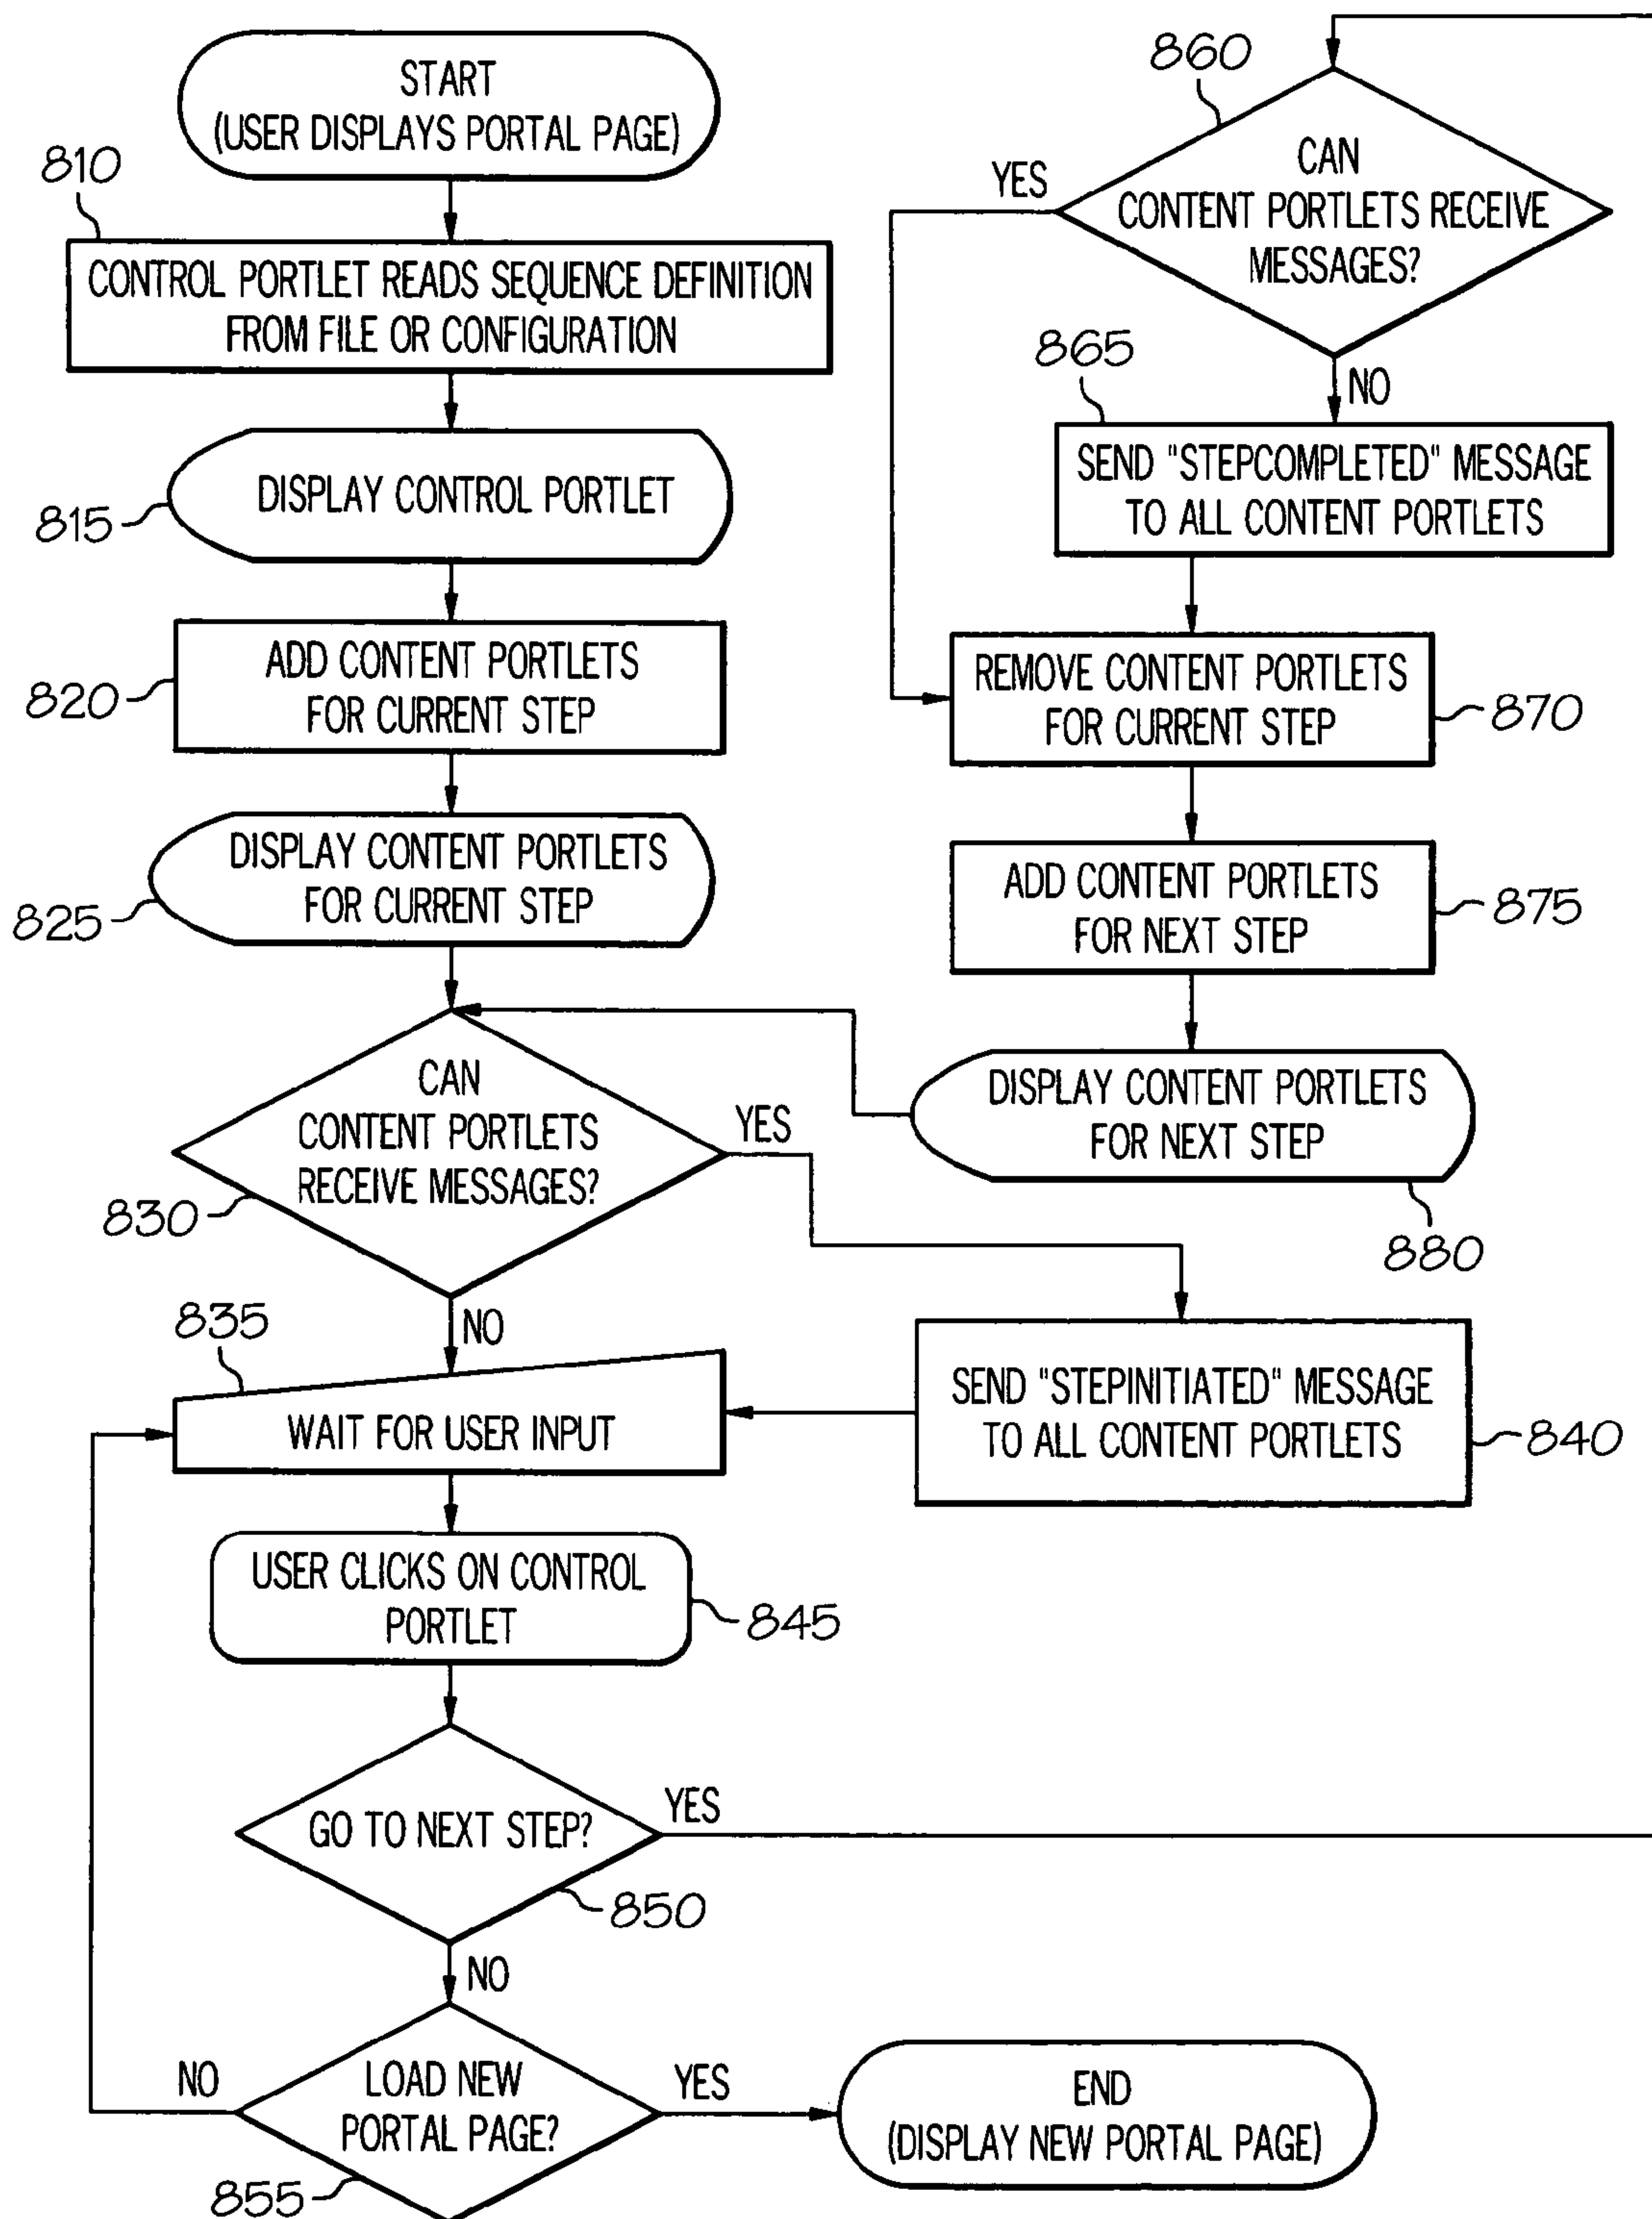 START
(USER DISPLAYS PORTAL PAGE)
810
CONTROL PORTLET READS SEQUENCE DEFINITION
FROM FILE OR CONFIGURATION
DISPLAY CONTROL PORTLET
815
ADD CONTENT PORTLETS
FOR CURRENT STEP
820
DISPLAY CONTENT PORTLETS
FOR CURRENT STEP
825
CAN
CONTENT PORTLETS
RECEIVE MESSAGES?
YES
830
NO
835
WAIT FOR USER INPUT
USER CLICKS ON CONTROL
PORTLET
845
GO TO NEXT STEP?
YES
850
NO
LOAD NEW
PORTAL PAGE?
NO
YES
855
END
(DISPLAY NEW PORTAL PAGE)
860
CAN
CONTENT PORTLETS RECEIVE
MESSAGES?
YES
NO
865
SEND "STEPCOMPLETED" MESSAGE
TO ALL CONTENT PORTLETS
REMOVE CONTENT PORTLETS
FOR CURRENT STEP
870
ADD CONTENT PORTLETS
FOR NEXT STEP
875
DISPLAY CONTENT PORTLETS
FOR NEXT STEP
880
SEND "STEPINITIATED" MESSAGE
TO ALL CONTENT PORTLETS
840